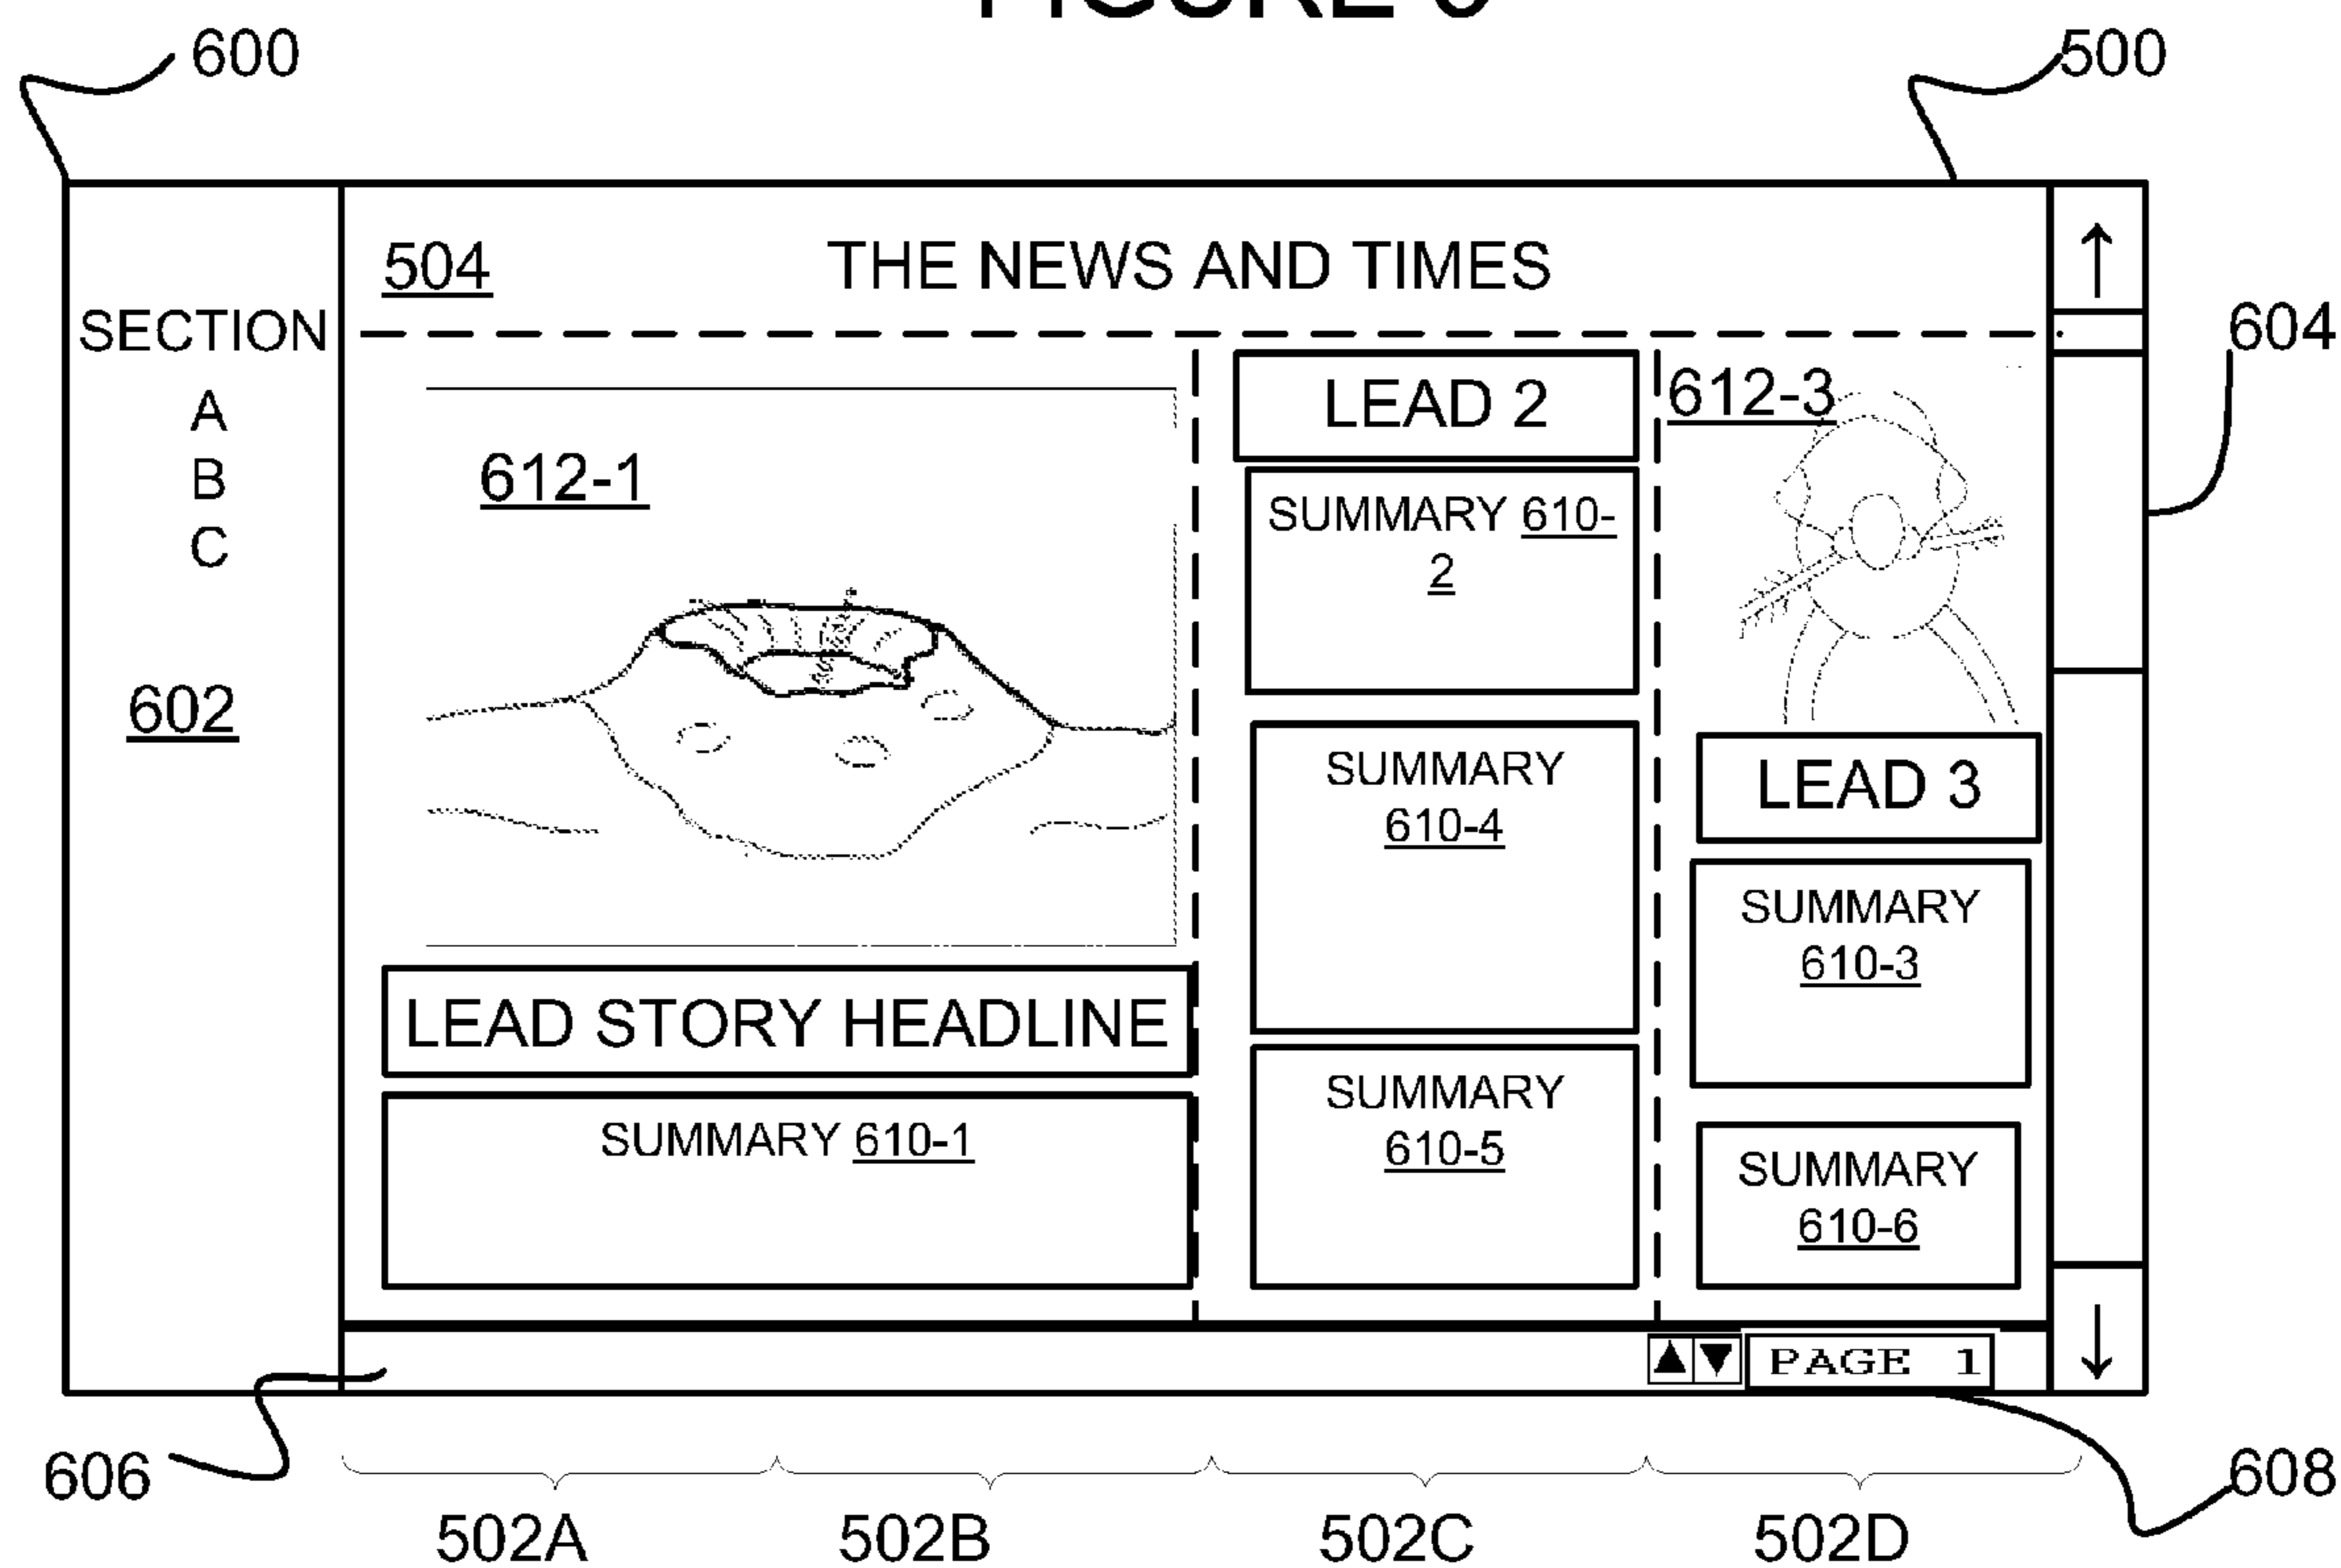 600
500
504
THE NEWS AND TIMES
604
SECTION
A
B
C
602
612-1
LEAD STORY HEADLINE
SUMMARY 610-1
LEAD 2
SUMMARY 610-
2
SUMMARY
610-4
SUMMARY
610-5
612-3
LEAD 3
SUMMARY
610-3
SUMMARY
610-6
PAGE 1
606
608
502A
502B
502C
502D